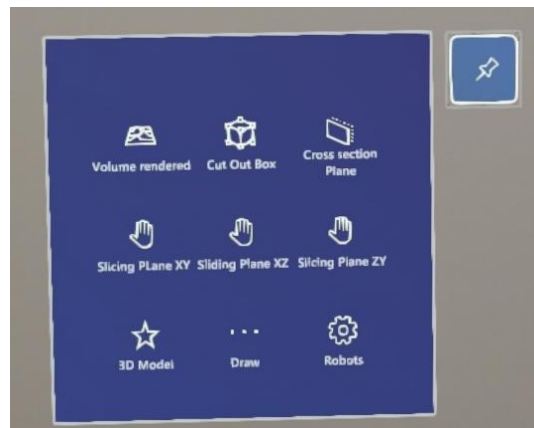 Volume rendered
Cut Out Box
Cross section
Plane
Slicing PLane XY
Sliding Plane XZ
Slicing Plane ZY
3D Model
Draw
Robots